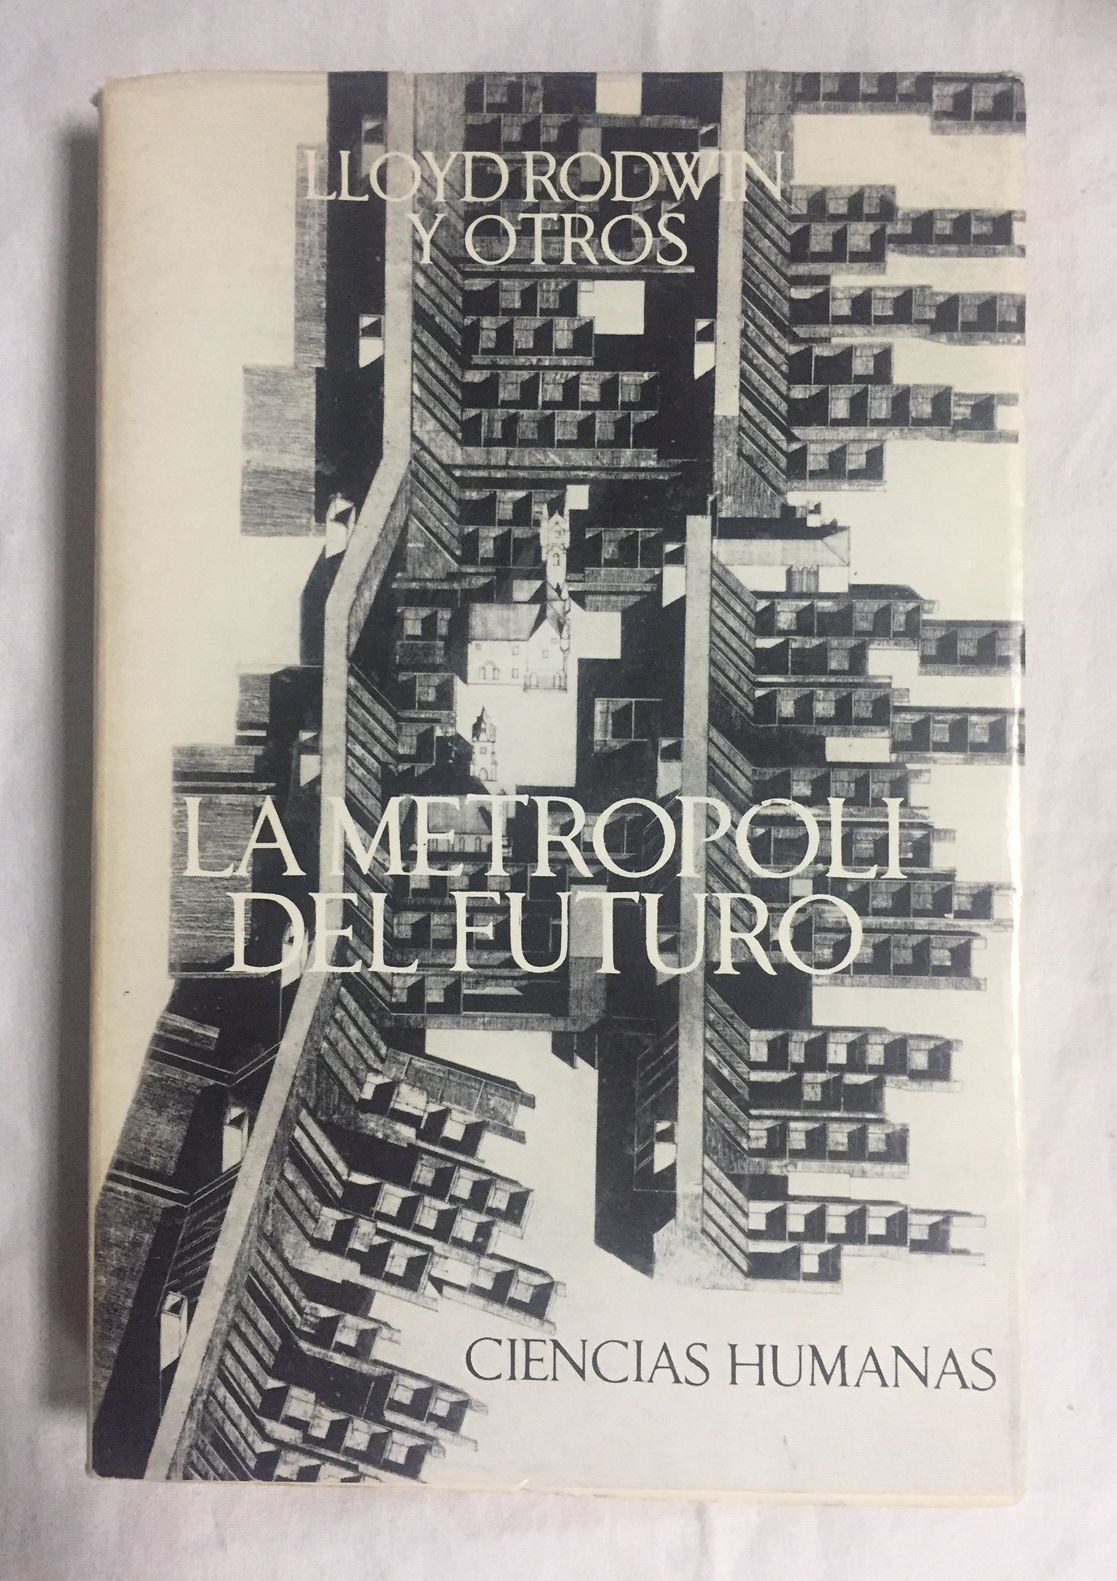 LLOYD RODWIN
Y OTROS
LA METROPOLI
DEL FUTURO
CIENCIAS HUMANAS